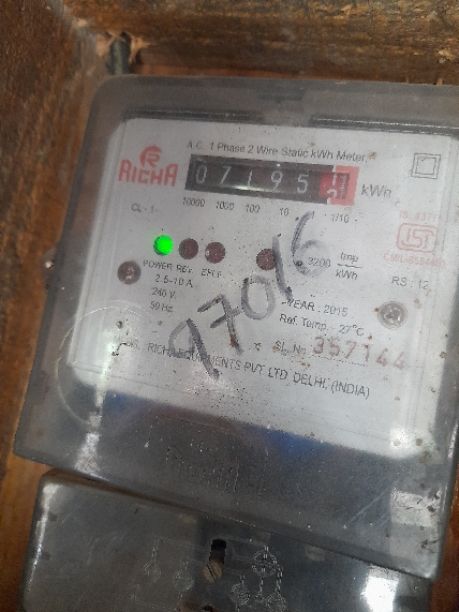 RICHA
A.C. 1 Phase 2 Wire Static kWh Meter
07195
kWh
CL - 1
10000 1000 100 10 1/10
3200 imp/kWh
POWER REV. EFLT
2.5-10 A.
240 V.
50 Hz
RS : 12
YEAR : 2015
Ref. Temp. : 27°C
97016
SL. No. 357144
RICHA EQUIPMENTS PVT. LTD. DELHI, (INDIA)